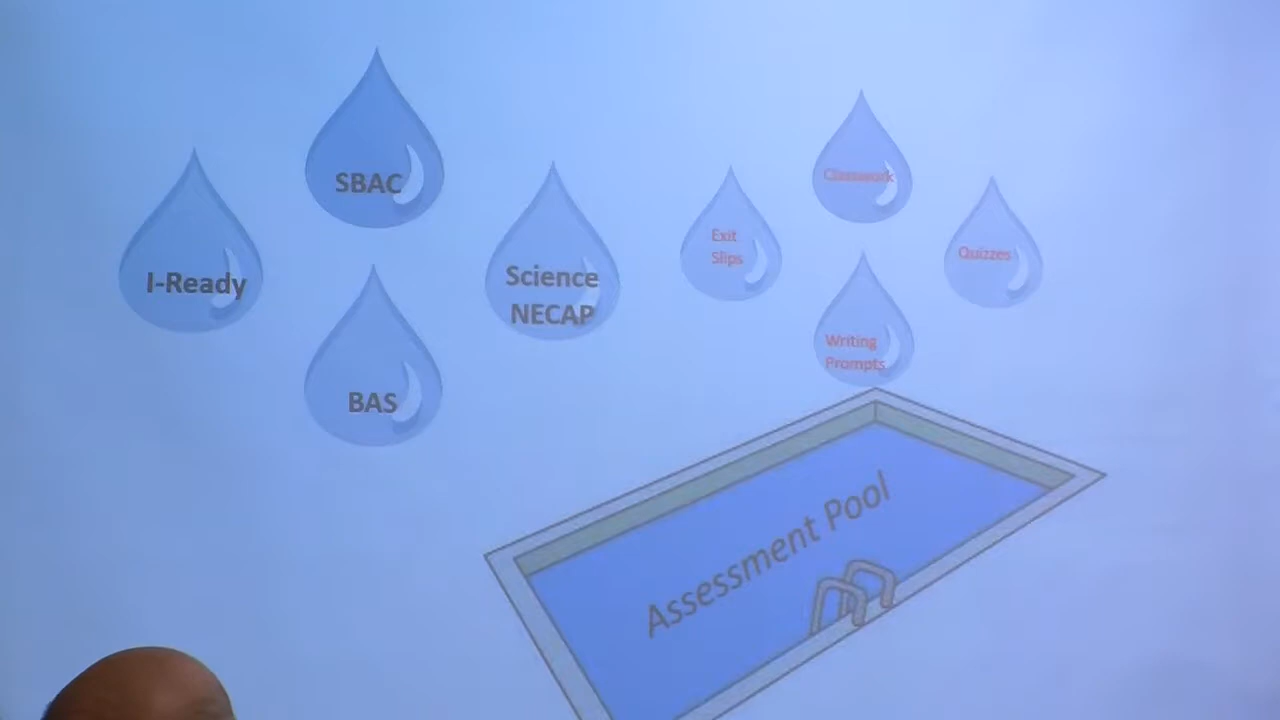 SBAC
I-Ready
BAS
Science
NECAP
Exit
Slips
Classwork
Quizzes
Writing
Prompts
Assessment Pool